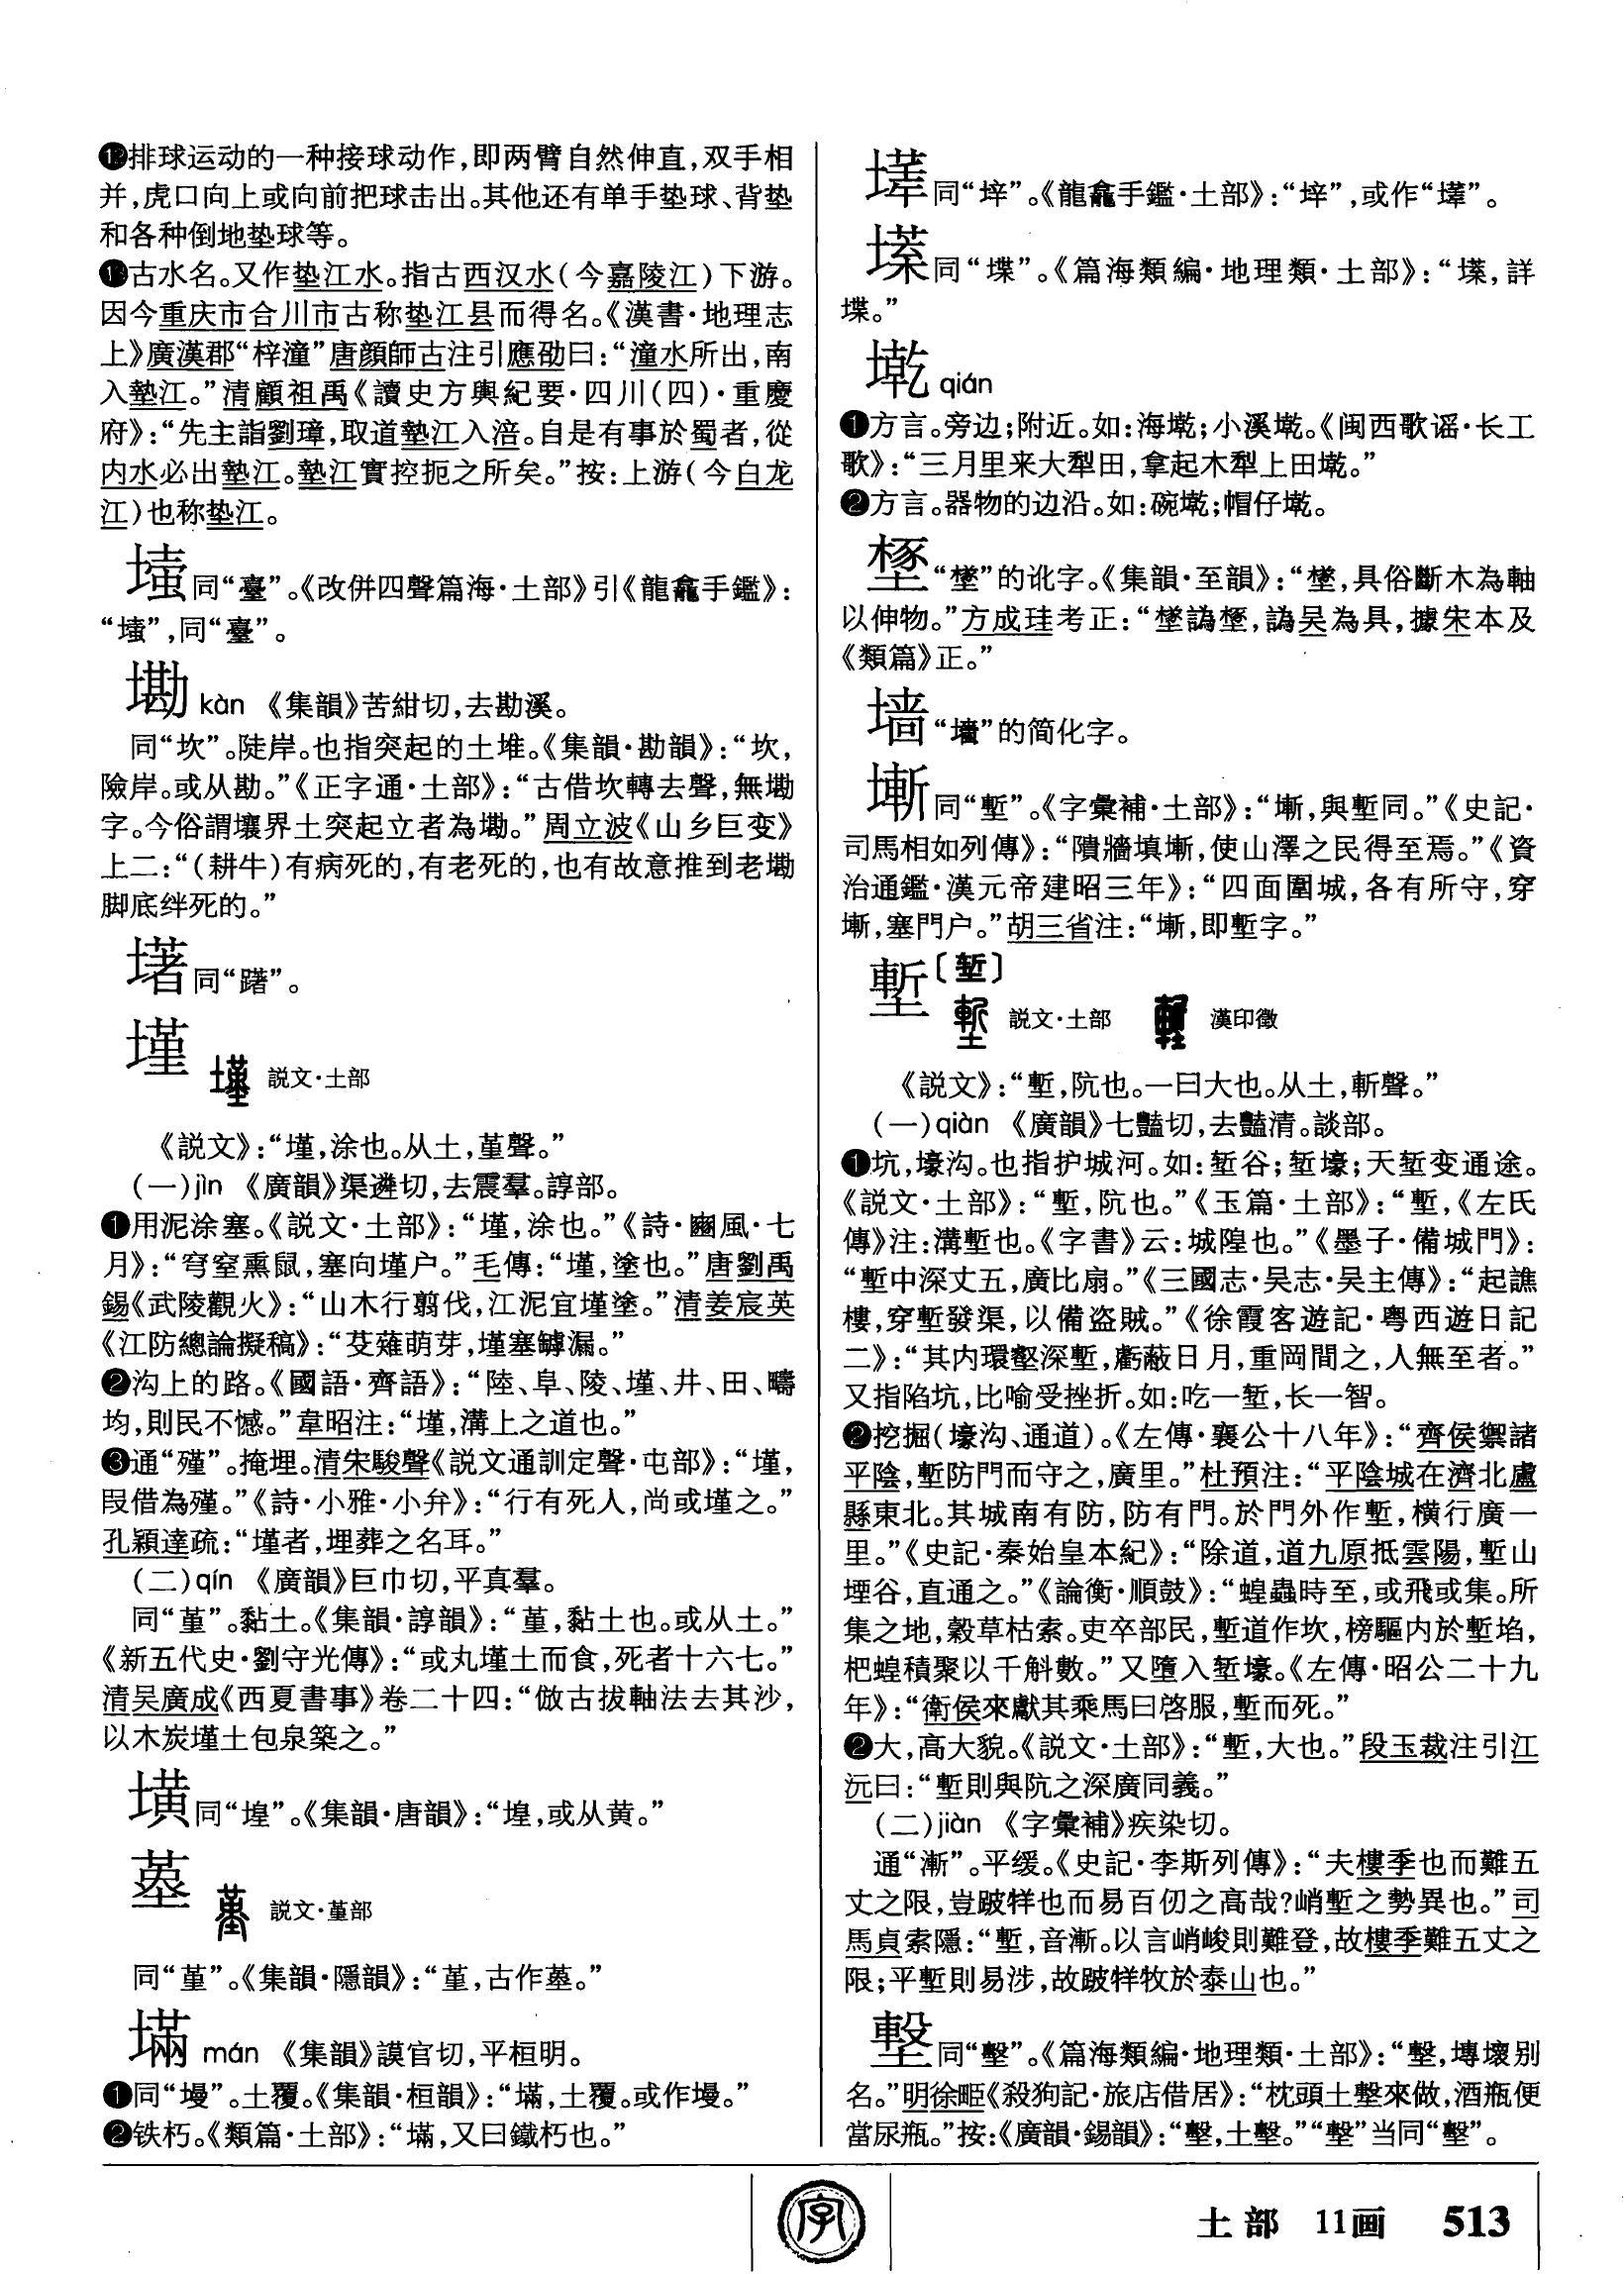 ⓬排球运动的一种接球动作,即两臂自然伸直,双手相
并,虎口向上或向前把球击出。其他还有单手垫球、背垫
和各种倒地垫球等。
⓭古水名。又作垫江水。指古西汉水(今嘉陵江)下游。
因今重庆市合川市古称垫江县而得名。《漢書·地理志
上》廣漢郡“梓潼”唐顔師古注引應劭曰:“潼水所出,南
入墊江。”清顧祖禹《讀史方輿紀要·四川(四)·重慶
府》:“先主詣劉璋,取道墊江入涪。自是有事於蜀者,從
内水必出墊江。墊江實控扼之所矣。”按:上游(今白龙
江)也称垫江。
同“臺”。《改併四聲篇海·土部》引《龍龕手鑑》:
,同“臺”。
墈 kàn 《集韻》苦紺切,去勘溪。
同“坎”。陡岸。也指突起的土堆。《集韻·勘韻》:“坎,
險岸。或从勘。”《正字通·土部》:“古借坎轉去聲,無墈
字。今俗謂壤界土突起立者為墈。”周立波《山乡巨变》
上二:“(耕牛)有病死的,有老死的,也有故意推到老墈
脚底绊死的。”
同“躇”。
墐 説文·土部
《説文》:“墐,涂也。从土,堇聲。”
(一)jìn 《廣韻》渠遴切,去震羣。諄部。
❶用泥涂塞。《説文·土部》:“墐,涂也。”《詩·豳風·七
月》:“穹窒熏鼠,塞向墐户。”毛傳:“墐,塗也。”唐劉禹
錫《武陵觀火》:“山木行翦伐,江泥宜墐塗。”清姜宸英
《江防總論擬稿》:“芟薙萌芽,墐塞罅漏。”
❷沟上的路。《國語·齊語》:“陸、阜、陵、墐、井、田、疇
均,則民不憾。”韋昭注:“墐,溝上之道也。”
❸通“殣”。掩埋。清朱駿聲《説文通訓定聲·屯部》:“墐,
叚借為殣。”《詩·小雅·小弁》:“行有死人,尚或墐之。”
孔穎達疏:“墐者,埋葬之名耳。”
(二)qín 《廣韻》巨巾切,平真羣。
同“堇”。黏土。《集韻·諄韻》:“堇,黏土也。或从土。”
《新五代史·劉守光傳》:“或丸墐土而食,死者十六七。”
清吴廣成《西夏書事》卷二十四:“倣古拔軸法去其沙,
以木炭墐土包泉築之。”
墴同“堭”。《集韻·唐韻》:“堭,或从黄。”
説文·堇部
同“堇”。《集韻·隱韻》:“堇,古作墓。”
㙢 mán 《集韻》謨官切,平桓明。
❶同“墁”。土覆。《集韻·桓韻》:“㙢,土覆。或作墁。”
❷铁杇。《類篇·土部》:“㙢,又曰鐵杇也。”
同“垶”。《龍龕手鑑·土部》:“垶”,或作
同“堞”。《篇海類編·地理類·土部》:“,詳
堞。”
墘 qián
❶方言。旁边;附近。如:海墘;小溪墘。《闽西歌谣·长工
歌》:“三月里来大犁田,拿起木犁上田墘。”
❷方言。器物的边沿。如:碗墘;帽仔墘。
的讹字。《集韻·至韻》:“,具俗斷木為軸
以伸物。”方成珪考正:“譌,譌吴為具,據宋本及
《類篇》正。”
墙“墻”的简化字。
㟻同“塹”。《字彙補·土部》:“,與塹同。”《史記·
司馬相如列傳》:“隤牆填,使山澤之民得至焉。”《資
治通鑑·漢元帝建昭三年》:“四面圍城,各有所守,穿
,塞門户。”胡三省注:“,即塹字。”
塹〔堑〕 説文·土部 漢印徵
《説文》:“塹,阬也。一曰大也。从土,斬聲。”
(一)qiàn 《廣韻》七豔切,去豔清。談部。
❶坑,壕沟。也指护城河。如:堑谷;堑壕;天堑变通途。
《説文·土部》:“塹,阬也。”《玉篇·土部》:“塹,《左氏
傳》注:溝塹也。《字書》云:城隍也。”《墨子·備城門》:
“塹中深丈五,廣比扇。”《三國志·吴志·吴主傳》:“起譙
樓,穿塹發渠,以備盗賊。”《徐霞客遊記·粤西遊日記
二》:“其内環壑深塹,虧蔽日月,重岡間之,人無至者。”
又指陷坑,比喻受挫折。如:吃一堑,长一智。
❷挖掘(壕沟、通道)。《左傳·襄公十八年》:“齊侯禦諸
平陰,塹防門而守之,廣里。”杜預注:“平陰城在濟北盧
縣東北。其城南有防,防有門。於門外作塹,横行廣一
里。”《史記·秦始皇本紀》:“除道,道九原抵雲陽,塹山
堙谷,直通之。”《論衡·順鼓》:“蝗蟲時至,或飛或集。所
集之地,穀草枯索。吏卒部民,塹道作坎,榜驅内於塹埳,
杷蝗積聚以千斛數。”又墮入堑壕。《左傳·昭公二十九
年》:“衛侯來獻其乘馬曰啓服,塹而死。”
❷大,高大貌。《説文·土部》:“塹,大也。”段玉裁注引江
沅曰:“塹則與阬之深廣同義。”
(二)jiàn 《字彙補》疾染切。
通“漸”。平缓。《史記·李斯列傳》:“夫樓季也而難五
丈之限,豈跛牂也而易百仞之高哉?峭塹之勢異也。”司
馬貞索隱:“塹,音漸。以言峭峻則難登,故樓季難五丈之
限;平塹則易涉,故跛牂牧於泰山也。”
墼同“墼”。《篇海類編·地理類·土部》:“墼,塼壞别
名。”明徐𤱻《殺狗記·旅店借居》:“枕頭土墼來做,酒瓶便
當尿瓶。”按:《廣韻·錫韻》:“墼,土墼。”“墼”当同“墼”。
字
土部 11画 513